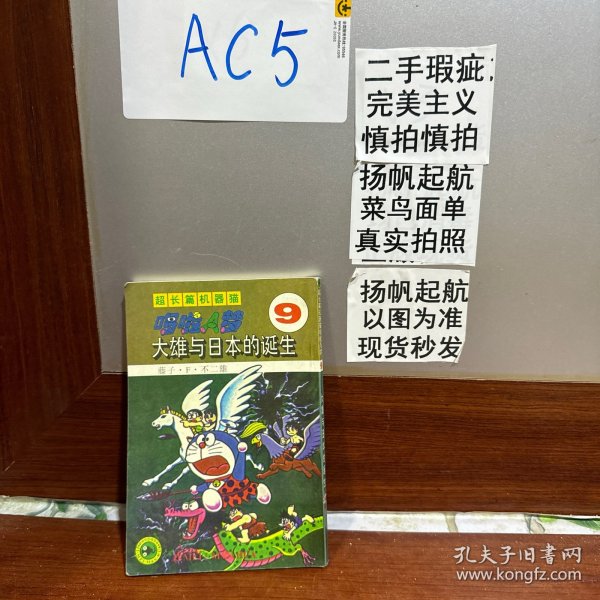 AC5
二手瑕疵
完美主义
慎拍慎拍
扬帆起航
菜鸟面单
真实拍照
扬帆起航
以图为准
现货秒发
超长篇机器猫
哆啦A梦
9
大雄与日本的诞生
藤子·F·不二雄
孔夫子旧书网
www.kongfz.com